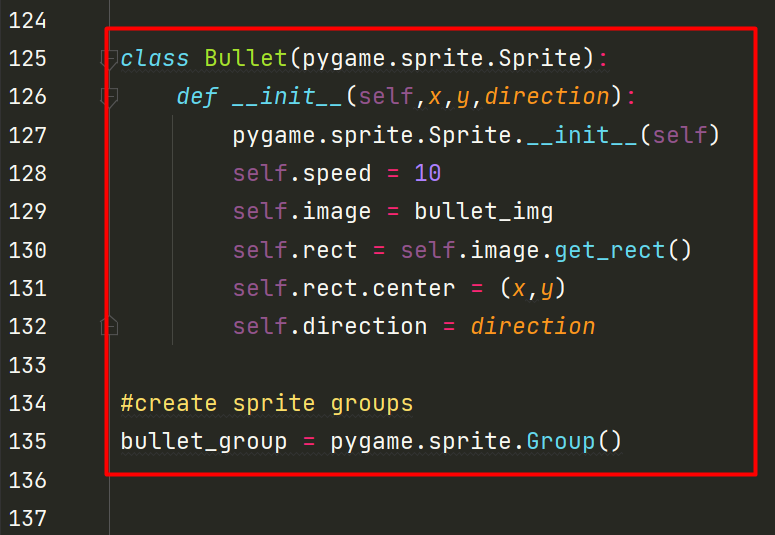 124
125 class Bullet(pygame.sprite.Sprite):
126     def __init__(self,x,y,direction):
127         pygame.sprite.Sprite.__init__(self)
128         self.speed = 10
129         self.image = bullet_img
130         self.rect = self.image.get_rect()
131         self.rect.center = (x,y)
132         self.direction = direction
133
134 #create sprite groups
135 bullet_group = pygame.sprite.Group()
136
137